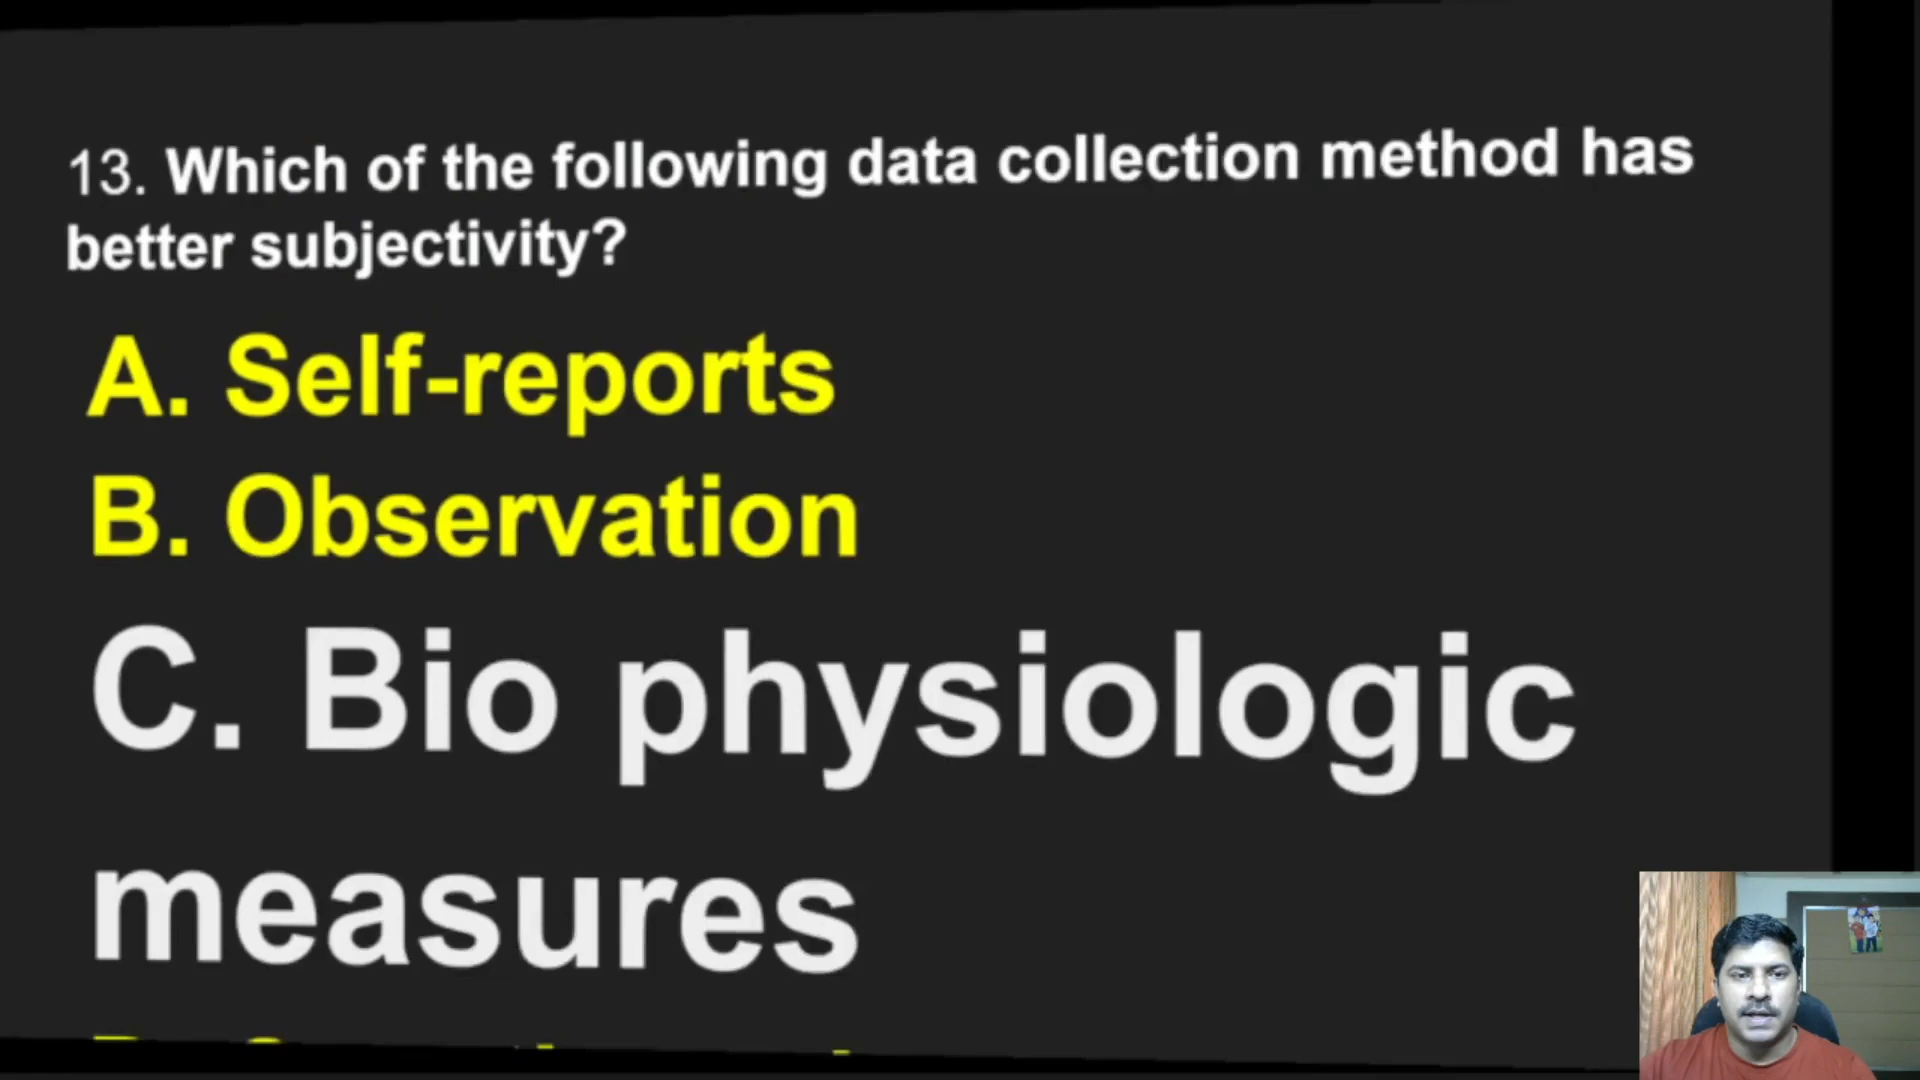 13. Which of the following data collection method has
better subjectivity?
A. Self-reports
B. Observation
C. Bio physiologic
measures